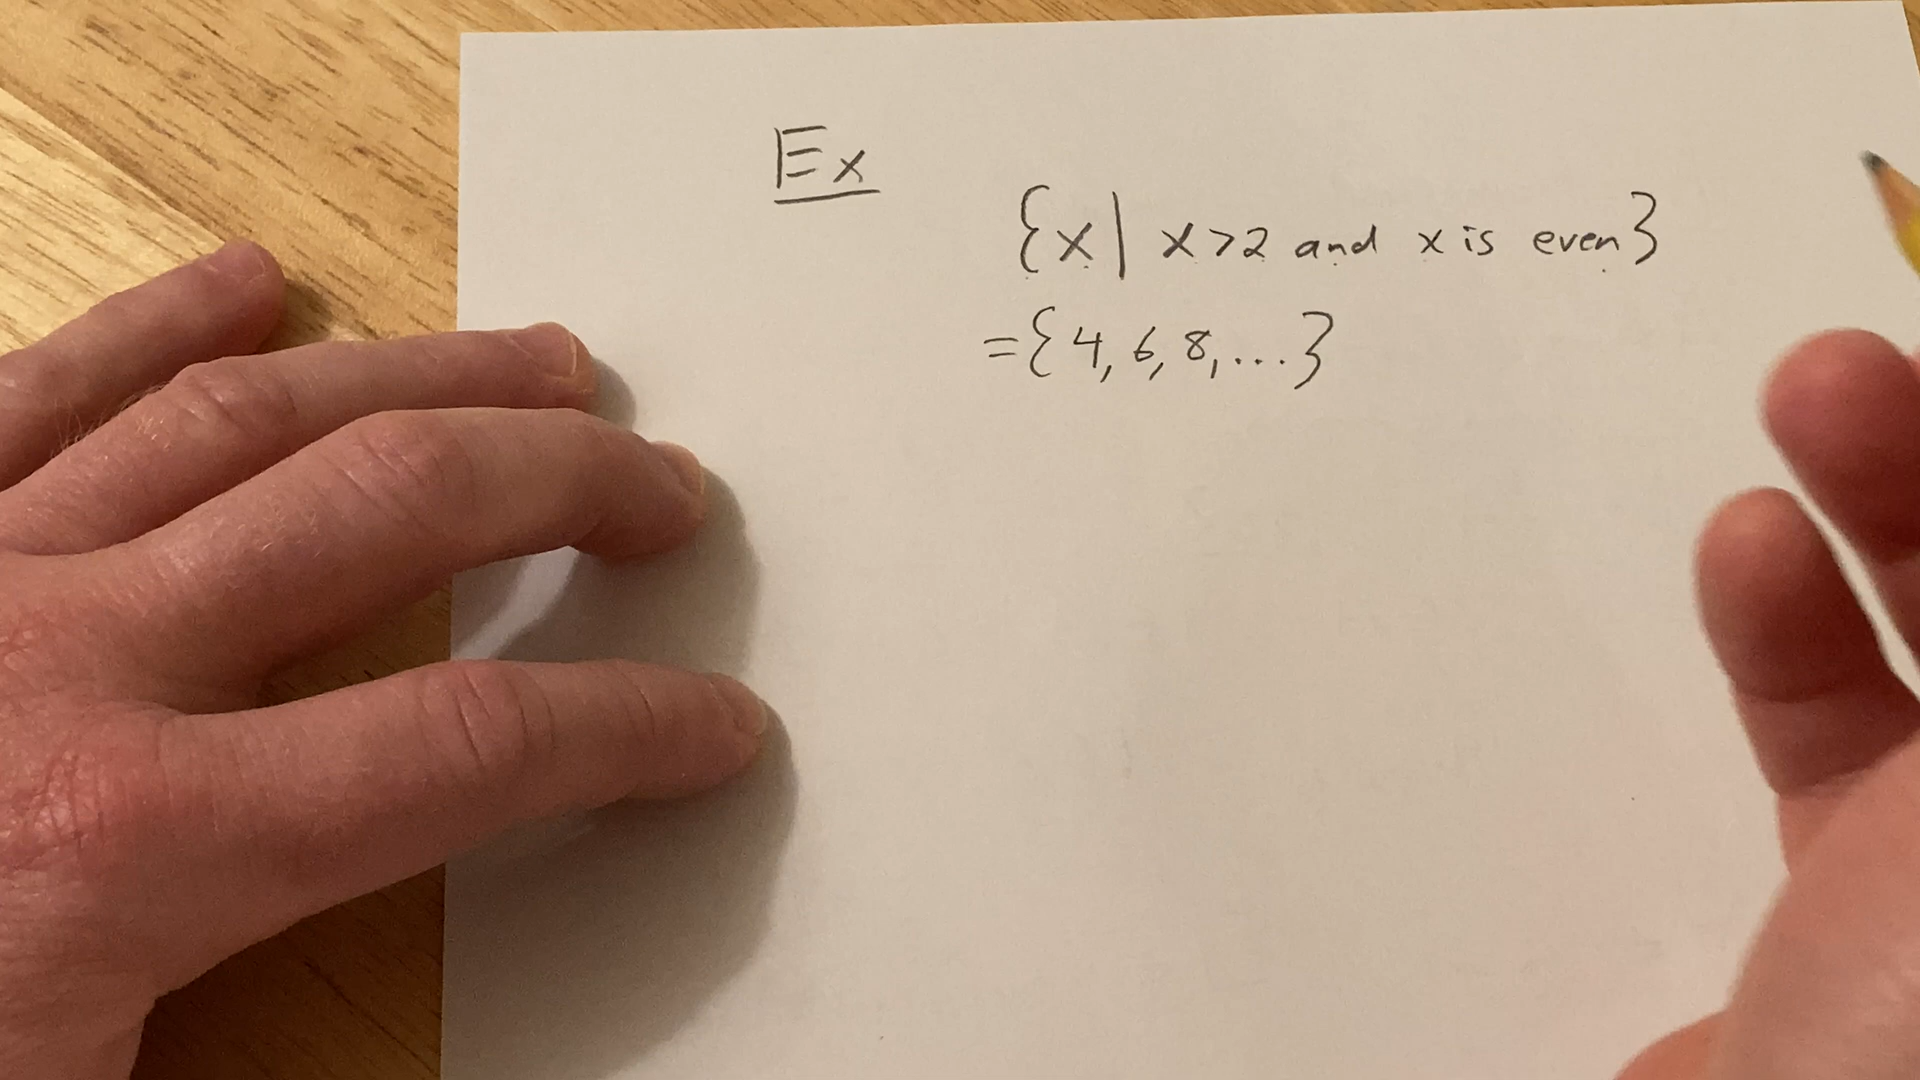 Ex
{x| x>2 and x is even}
={4,6,8,...}